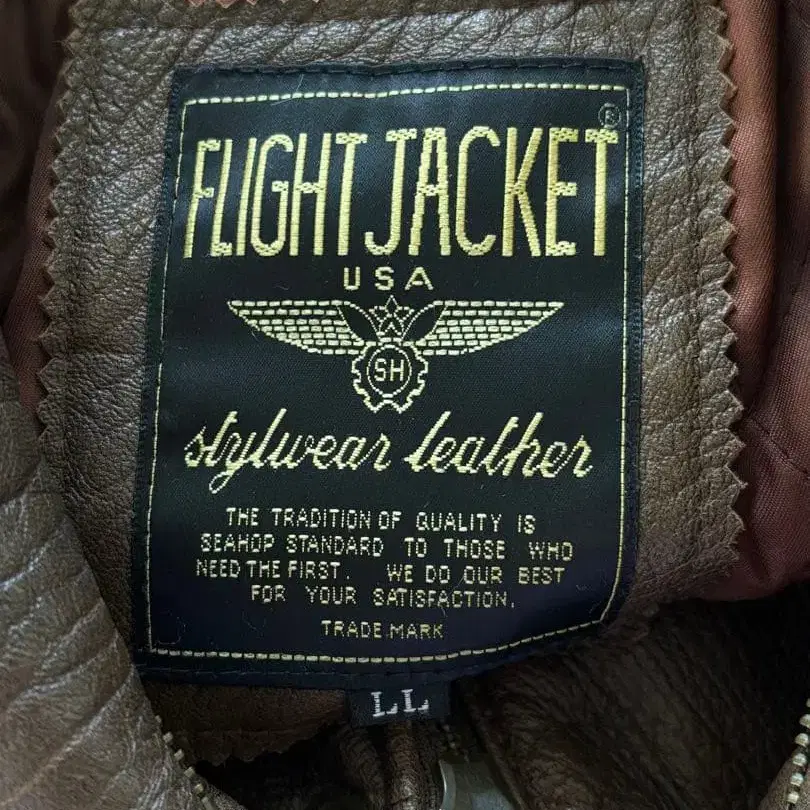 FLIGHT JACKET ®
USA
SH
stylwear leather
THE TRADITION OF QUALITY IS
SEAHOP STANDARD TO THOSE WHO
NEED THE FIRST. WE DO OUR BEST
FOR YOUR SATISFACTION.
TRADE MARK
LL